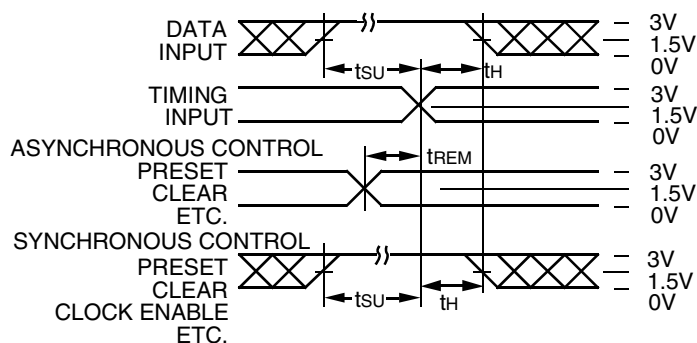 DATA
INPUT
tSU
tH
3V
1.5V
0V
TIMING
INPUT
3V
1.5V
0V
ASYNCHRONOUS CONTROL
PRESET
CLEAR
ETC.
tREM
3V
1.5V
0V
SYNCHRONOUS CONTROL
PRESET
CLEAR
CLOCK ENABLE
ETC.
tSU
tH
3V
1.5V
0V